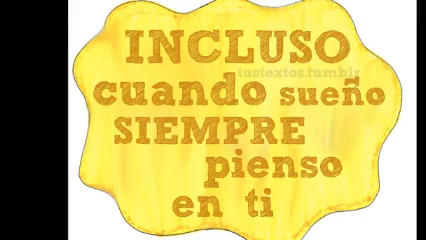 INCLUSO
tustextos.tumblr
cuando sueño
SIEMPRE
pienso
en ti